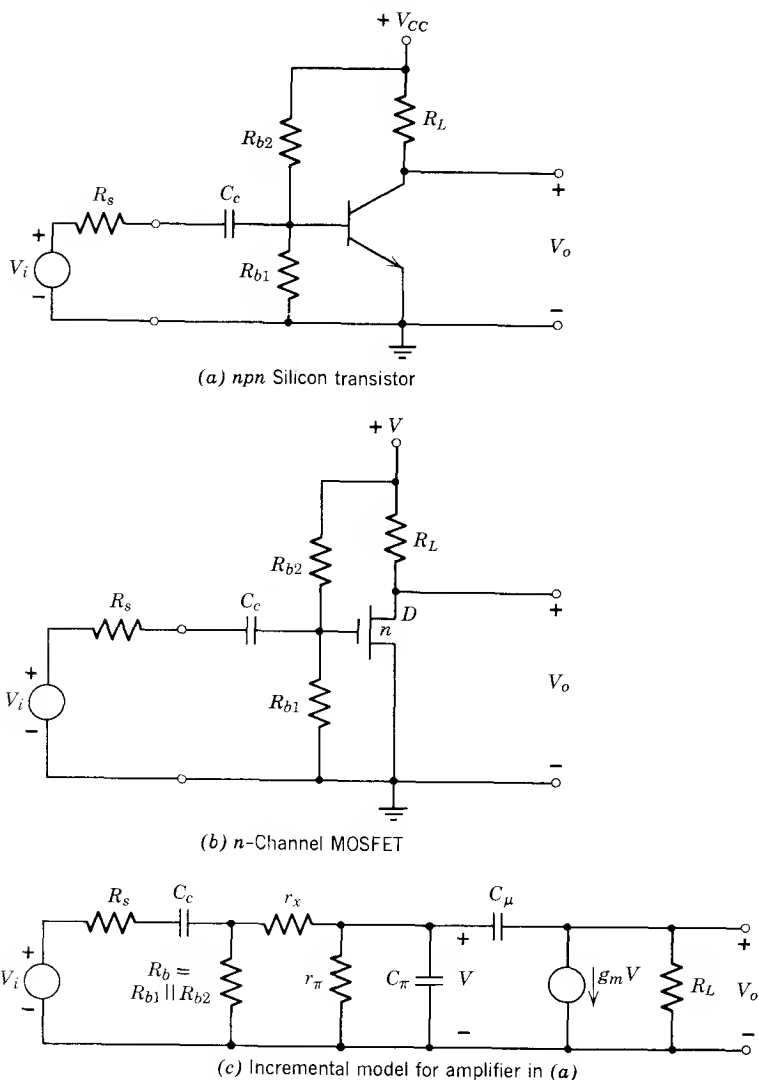 + V_CC
R_L
R_b2
R_s
C_c
+
+
V_i
R_b1
V_o
−
−
(a) npn Silicon transistor
+ V
R_L
R_b2
R_s
C_c
D
n
+
+
V_i
R_b1
V_o
−
−
(b) n-Channel MOSFET
R_s
C_c
r_x
C_μ
+
+
+
V_i
R_b =
R_b1 || R_b2
r_π
C_π
V
g_m V
R_L
V_o
−
−
−
(c) Incremental model for amplifier in (a)